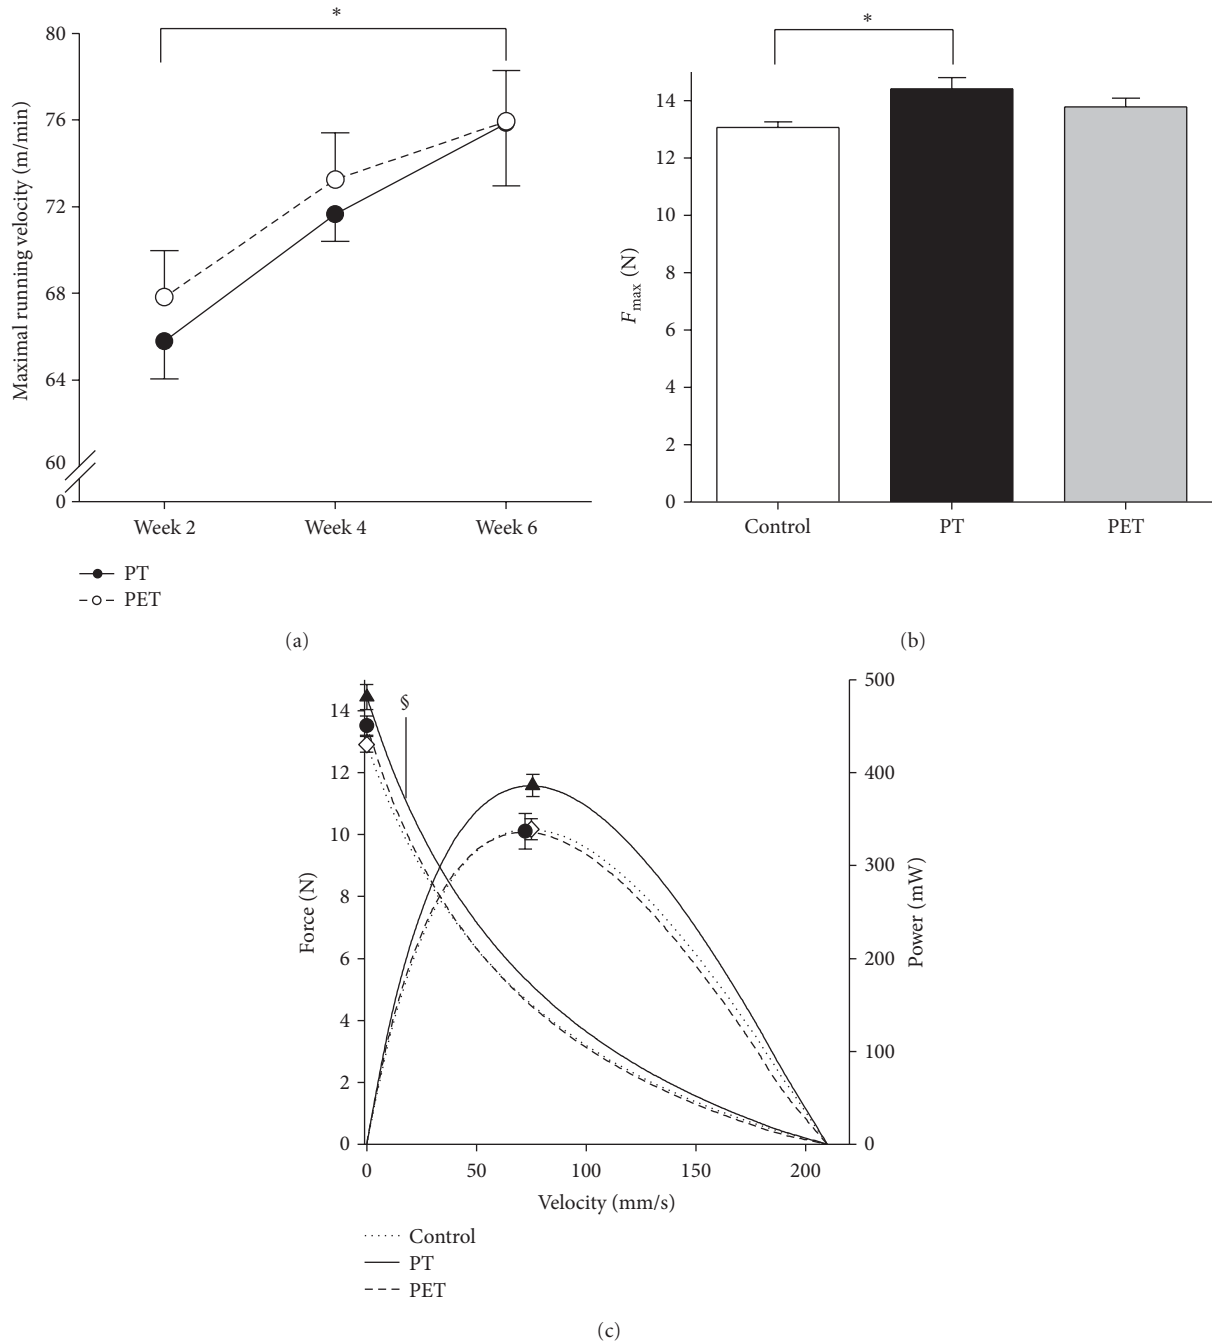 *
80
76
72
68
64
60
0
Maximal running velocity (m/min)
Week 2
Week 4
Week 6
PT
PET
(a)
*
14
12
10
8
6
4
2
0
F max (N)
Control
PT
PET
(b)
§
14
12
10
8
6
4
2
0
Force (N)
500
400
300
200
100
0
Power (mW)
0
50
100
150
200
Velocity (mm/s)
Control
PT
PET
(c)